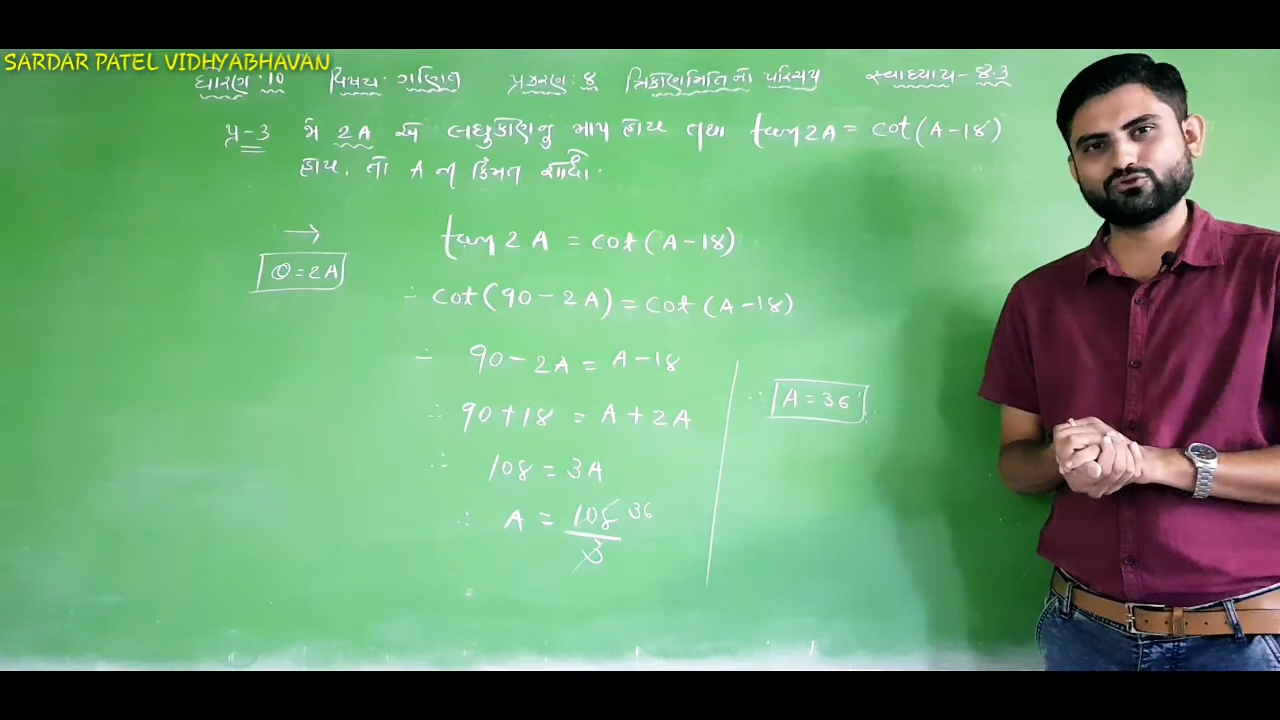 SARDAR PATEL VIDHYABHAVAN
ધોરણ : 10 વિષય : ગણિત પ્રકરણ : 8 ત્રિકોણમિતિનો પરિચય સ્વાધ્યાય - 8.3
પ્ર-3 જો 2A એ લઘુકોણનું માપ હોય તથા tan 2A = cot (A - 18)
હોય, તો A ની કિંમત શોધો.
→ tan 2A = cot (A - 18)
θ = 2A
∴ cot (90 - 2A) = cot (A - 18)
∴ 90 - 2A = A - 18
∴ 90 + 18 = A + 2A
∴ 108 = 3A
∴ A = 108/3 36
∴ A = 36°